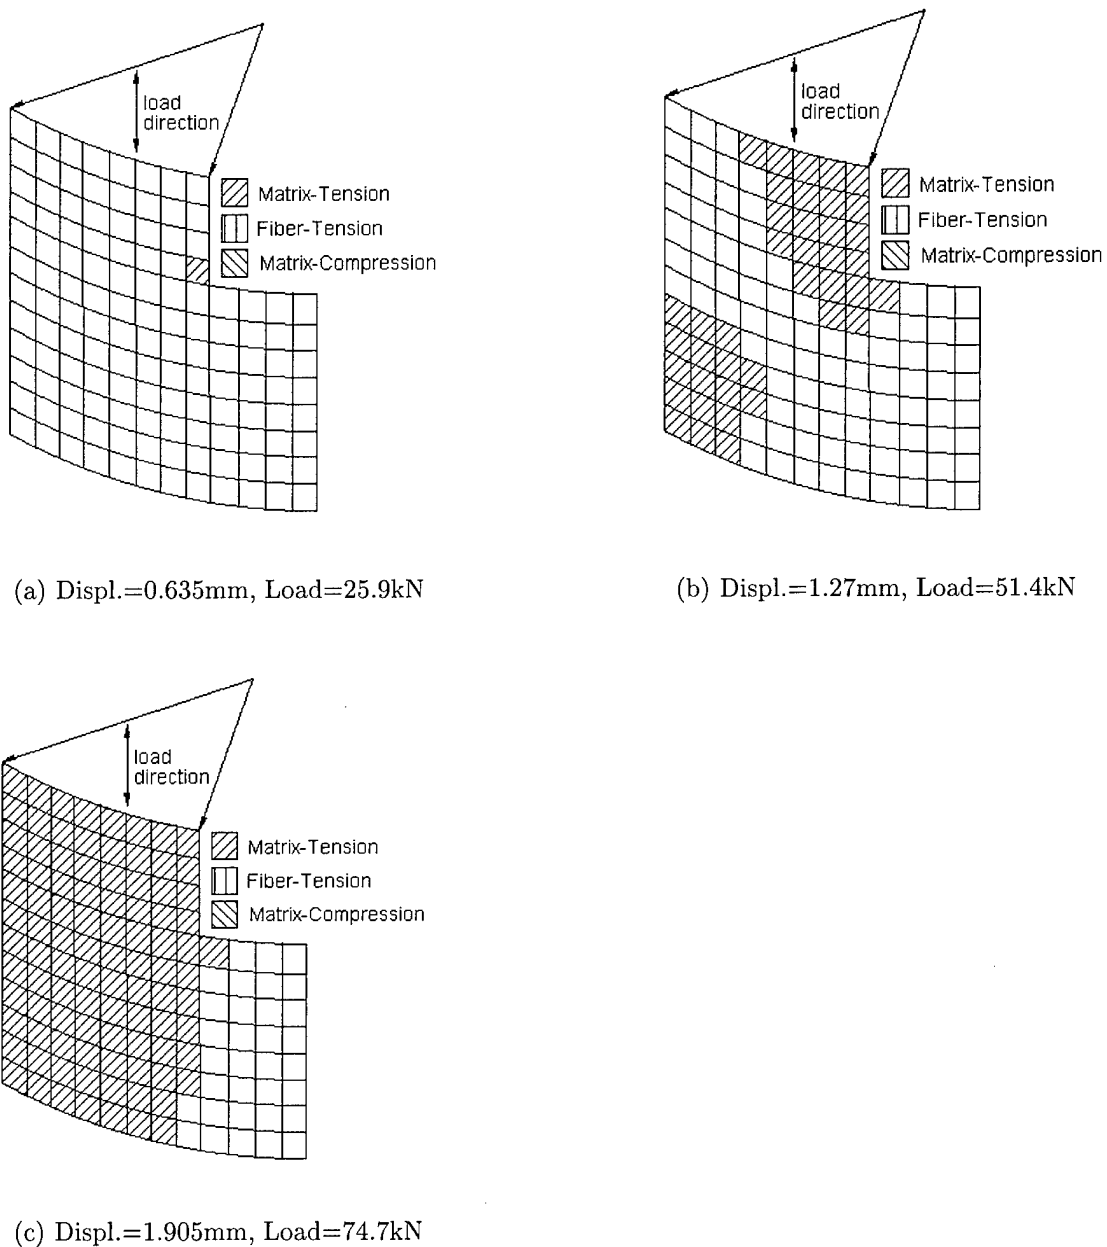 load
direction
Matrix-Tension
Fiber-Tension
Matrix-Compression
(a) Displ.=0.635mm, Load=25.9kN
load
direction
Matrix-Tension
Fiber-Tension
Matrix-Compression
(b) Displ.=1.27mm, Load=51.4kN
load
direction
Matrix-Tension
Fiber-Tension
Matrix-Compression
(c) Displ.=1.905mm, Load=74.7kN